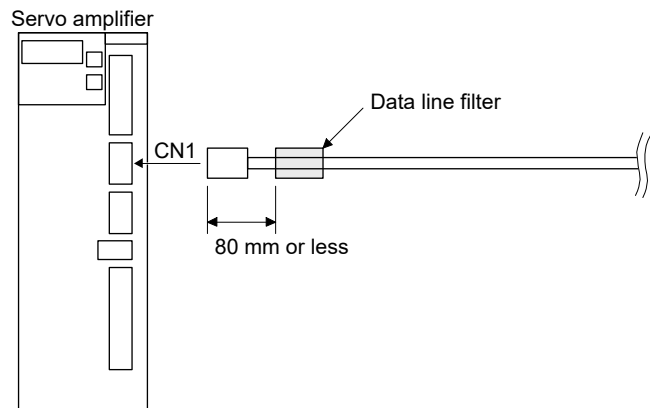 Servo amplifier
Data line filter
CN1
80 mm or less